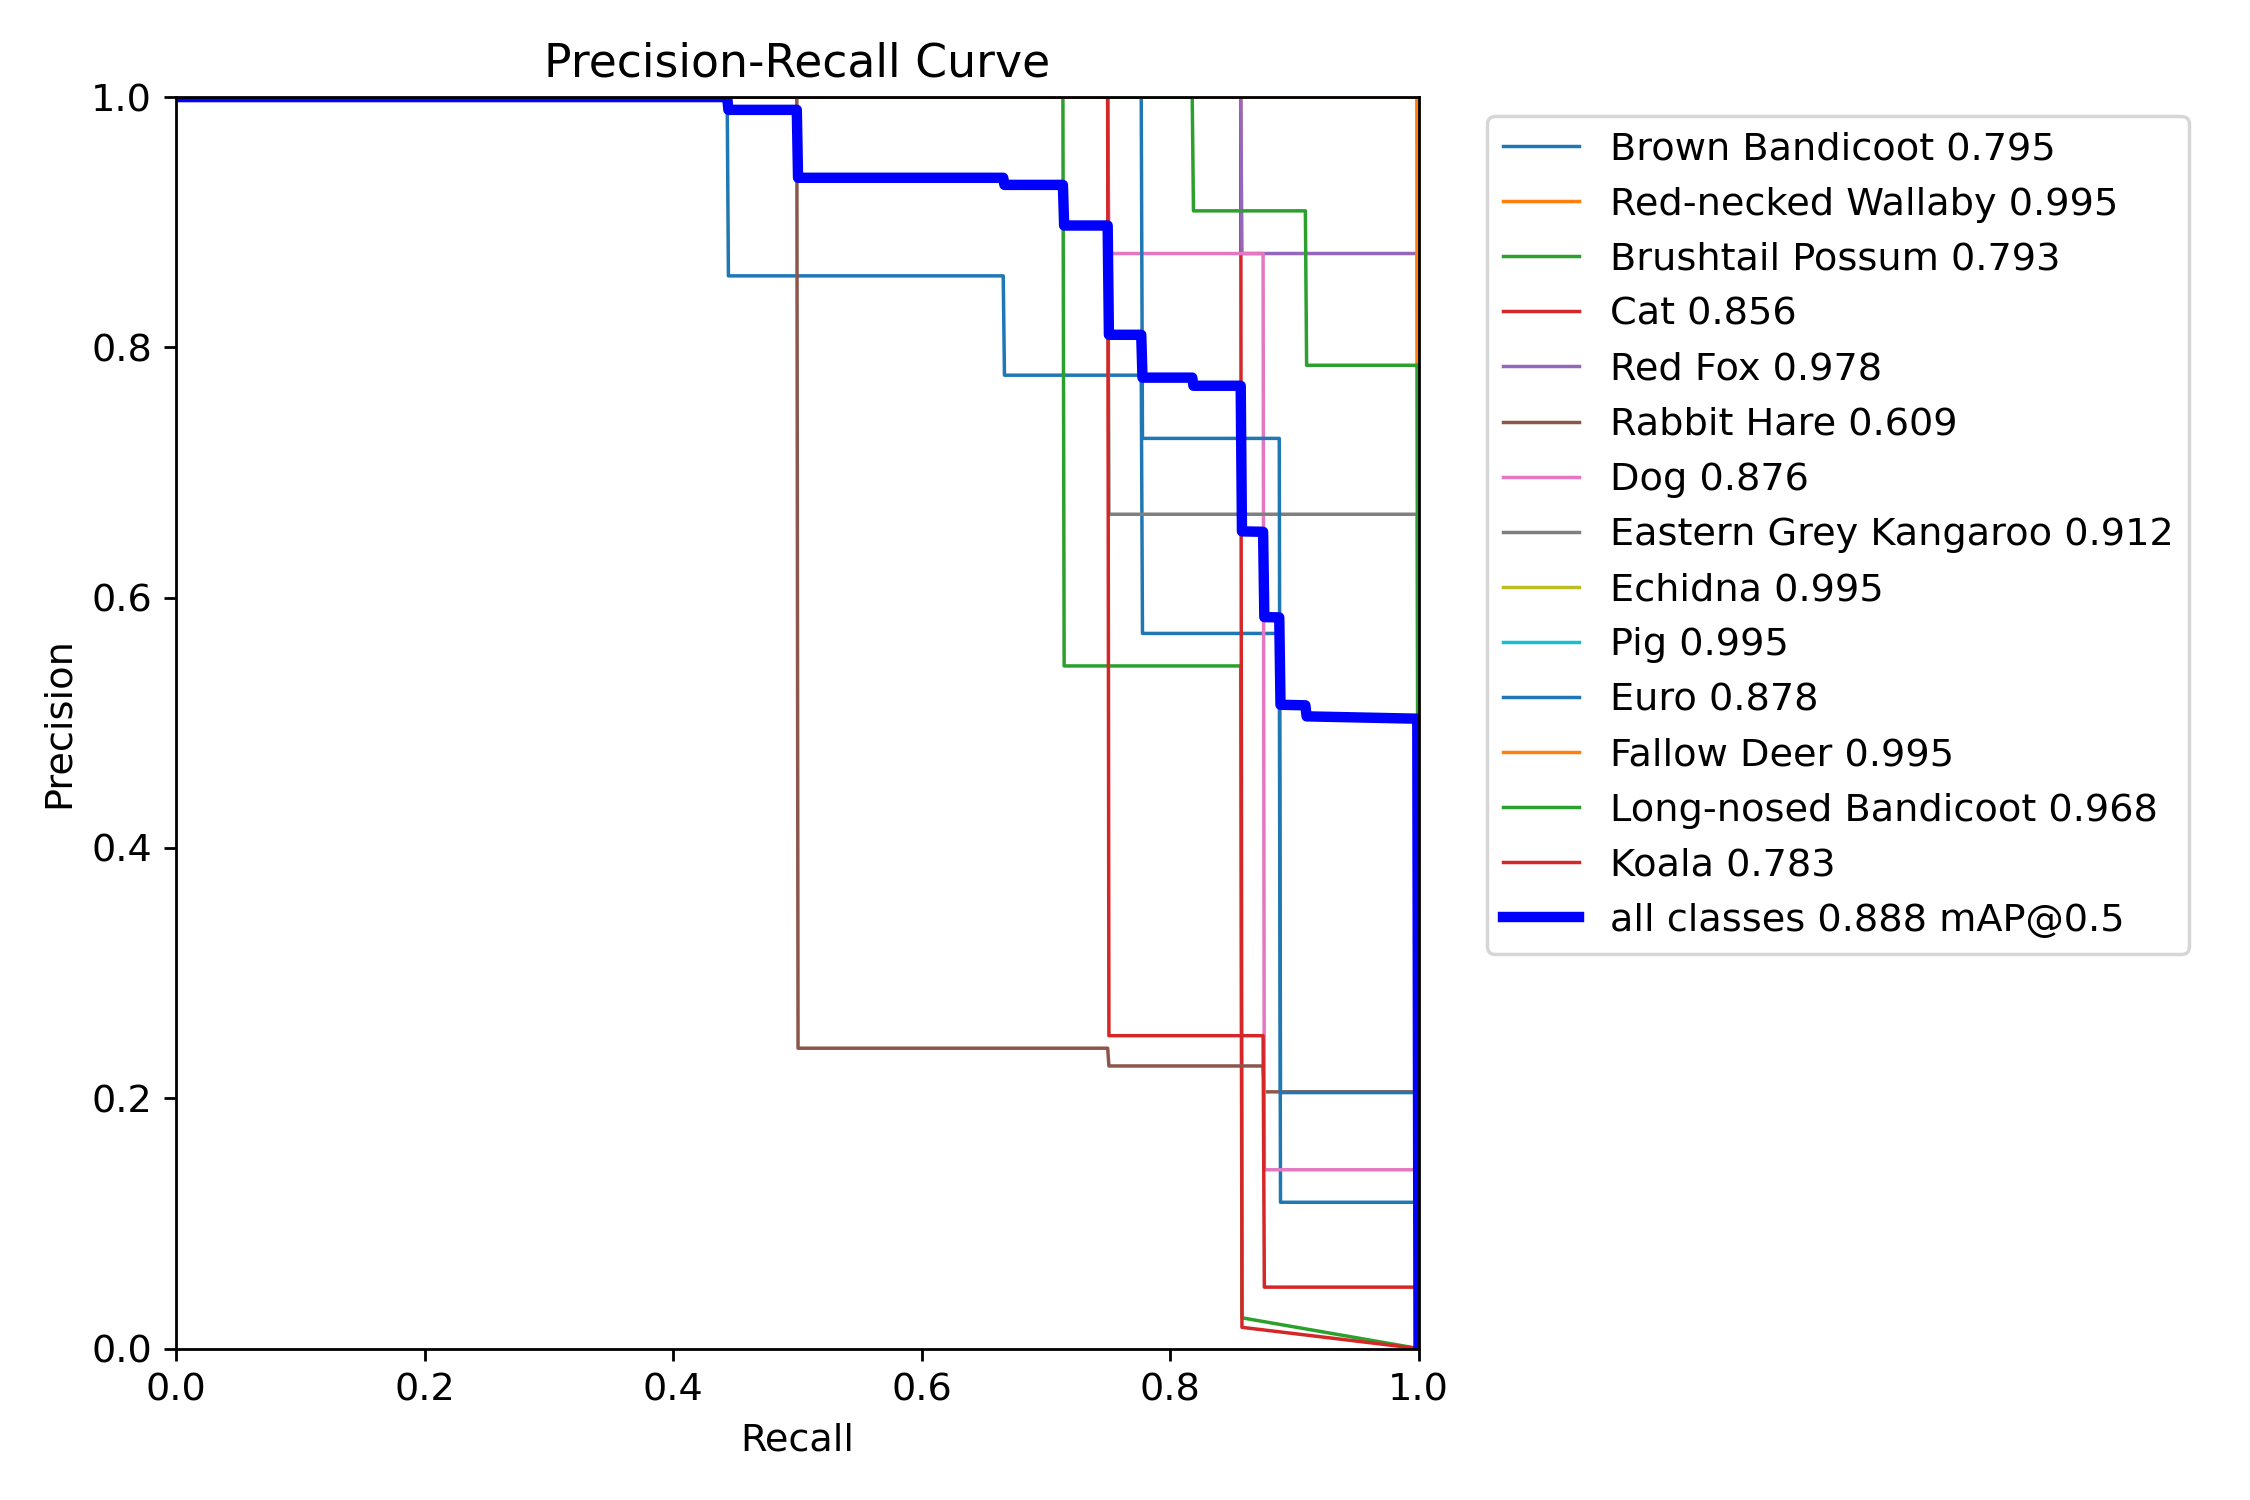 Precision-Recall Curve
1.0
0.8
0.6
0.4
0.2
0.0
Precision
0.0 0.2 0.4 0.6 0.8 1.0
Recall
Brown Bandicoot 0.795
Red-necked Wallaby 0.995
Brushtail Possum 0.793
Cat 0.856
Red Fox 0.978
Rabbit Hare 0.609
Dog 0.876
Eastern Grey Kangaroo 0.912
Echidna 0.995
Pig 0.995
Euro 0.878
Fallow Deer 0.995
Long-nosed Bandicoot 0.968
Koala 0.783
all classes 0.888 mAP@0.5